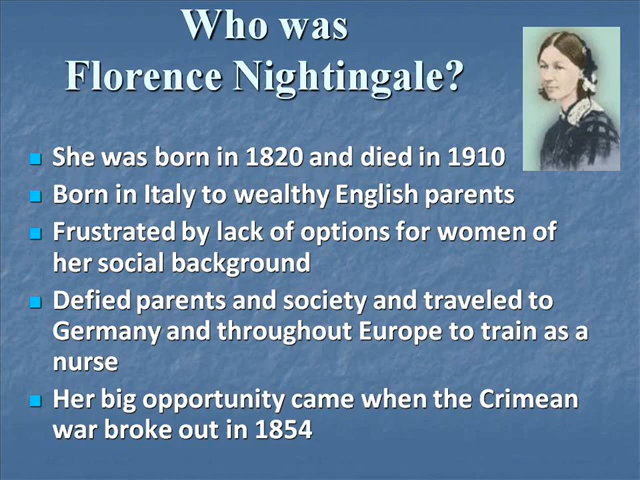 Who was
Florence Nightingale?
She was born in 1820 and died in 1910
Born in Italy to wealthy English parents
Frustrated by lack of options for women of
her social background
Defied parents and society and traveled to
Germany and throughout Europe to train as a
nurse
Her big opportunity came when the Crimean
war broke out in 1854